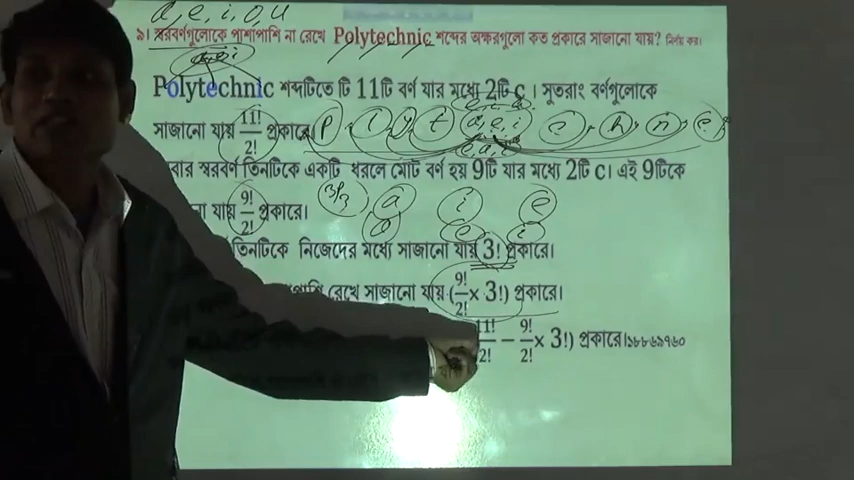 a, e, i, o, u
৯। স্বরবর্ণগুলোকে পাশাপাশি না রেখে Polytechnic শব্দের অক্ষরগুলো কত প্রকারে সাজানো যায়? নির্ণয় কর।
Polytechnic শব্দটিতে টি 11টি বর্ণ যার মধ্যে 2টি c । সুতরাং বর্ণগুলোকে
সাজানো যায় 11!/2! প্রকারে। P, l, y, t h, n,
বার স্বরবর্ণ তিনটিকে একটি ধরলে মোট বর্ণ হয় 9টি যার মধ্যে 2টি c। এই 9টিকে
যায় 9!/2! প্রকারে। a i e
তিনটিকে নিজেদের মধ্যে সাজানো যায় 3! প্রকারে।
রেখে সাজানো যায় (9!/2! × 3!) প্রকারে।
11!/2! − 9!/2! × 3!) প্রকারে।১৮৮৬৯৭৬০